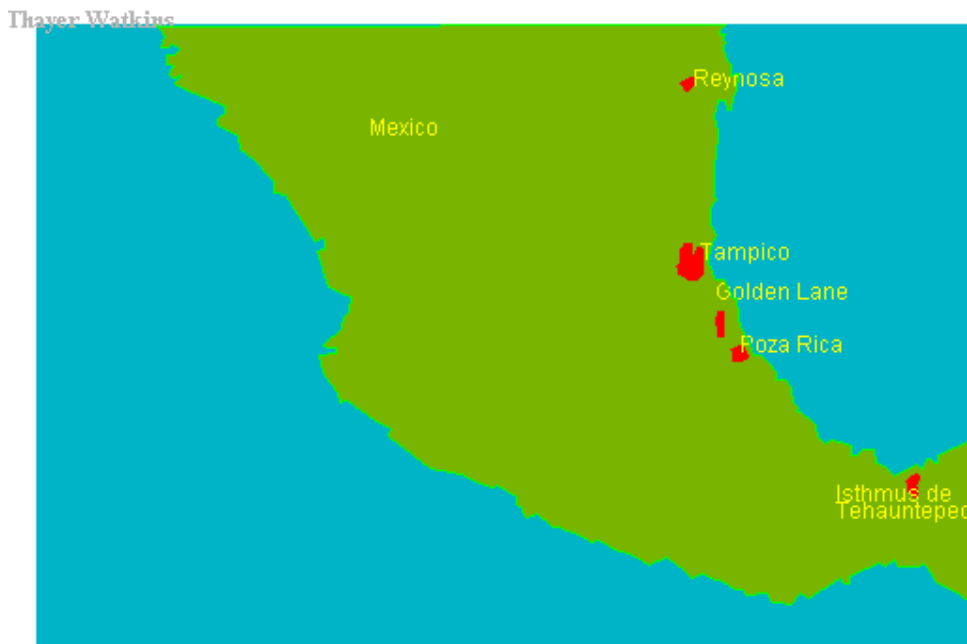 Thayer Watkins
Reynosa
Mexico
Tampico
Golden Lane
Poza Rica
Isthmus de
Tehauntepec